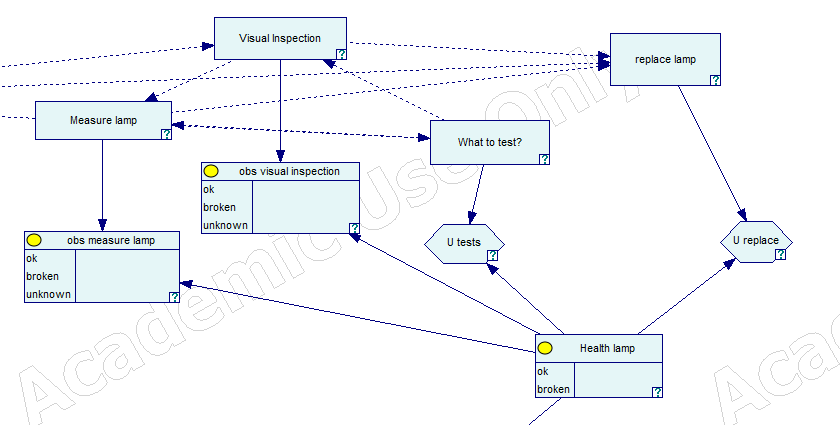 Visual Inspection
?
replace lamp
?
Measure lamp
?
What to test?
?
obs visual inspection
ok
broken
unknown
?
obs measure lamp
ok
broken
unknown
?
U tests
?
U replace
?
Health lamp
ok
broken
?
Academic Use Only
A